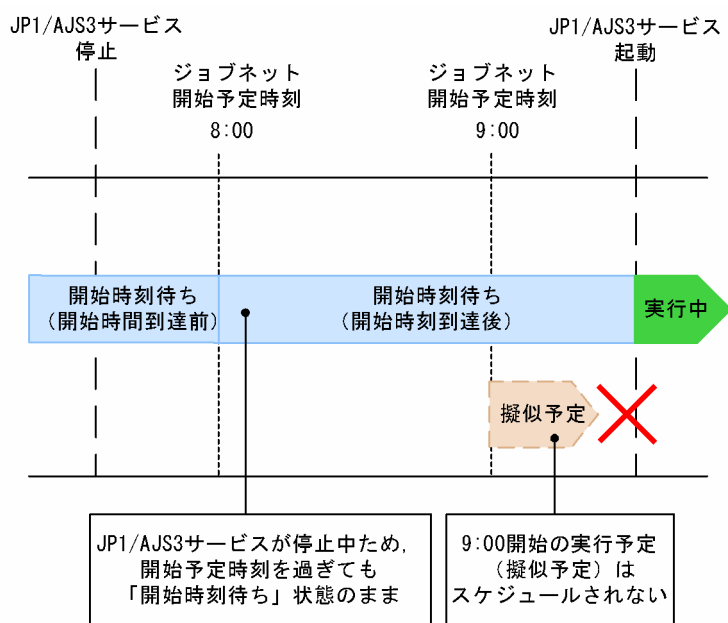 JP1/AJS3サービス
停止
JP1/AJS3サービス
起動
ジョブネット
開始予定時刻
8:00
ジョブネット
開始予定時刻
9:00
開始時刻待ち
(開始時間到達前)
開始時刻待ち
(開始時刻到達後)
実行中
擬似予定
JP1/AJS3サービスが停止中ため,
開始予定時刻を過ぎても
「開始時刻待ち」状態のまま
9:00開始の実行予定
(擬似予定)は
スケジュールされない